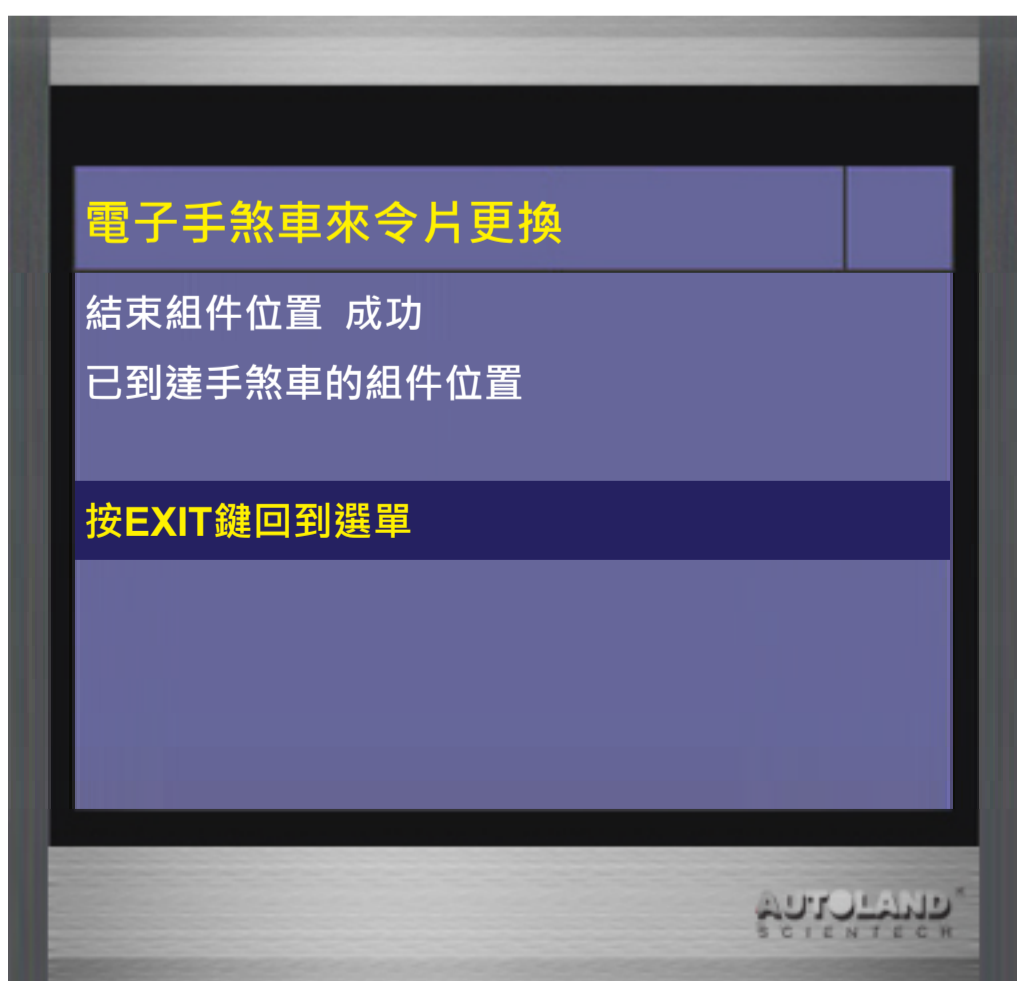 電子手煞車來令片更換
結束組件位置 成功
已到達手煞車的組件位置
按EXIT鍵回到選單
AUTOLAND
SCIENTECH